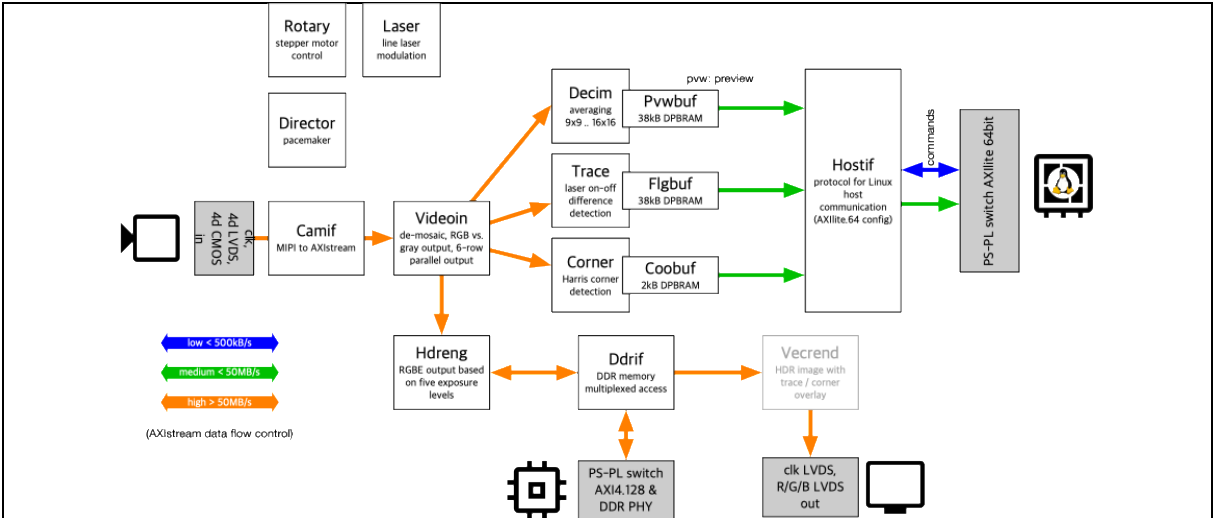 Rotary
stepper motor
control
Laser
line laser
modulation
Director
pacemaker
clk,
4d LVDS,
4d CMOS
in
Camif
MIPI to AXIstream
Videoin
de-mosaic, RGB vs.
gray output, 6-row
parallel output
Decim
averaging
9x9 .. 16x16
Pvwbuf
38kB DPBRAM
pvw: preview
Trace
laser on-off
difference
detection
Flgbuf
38kB DPBRAM
Corner
Harris corner
detection
Coobuf
2kB DPBRAM
Hostif
protocol for Linux
host
communication
(AXIlite.64 config)
commands
PS-PL switch AXIlite 64bit
low < 500kB/s
medium < 50MB/s
high > 50MB/s
(AXIstream data flow control)
Hdreng
RGBE output based
on five exposure
levels
Ddrif
DDR memory
multiplexed access
Vecrend
HDR image with
trace / corner
overlay
PS-PL switch
AXI4.128 &
DDR PHY
clk LVDS,
R/G/B LVDS
out